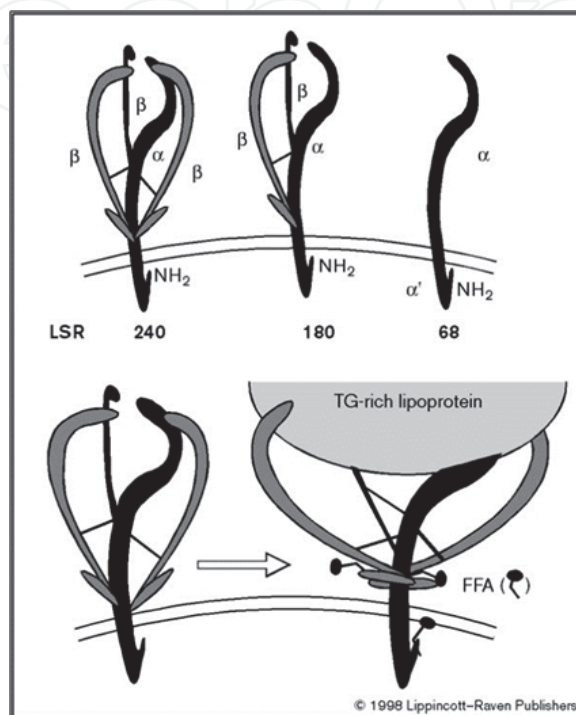 β β α β
β β α
α
NH₂
NH₂
α' NH₂
LSR 240 180 68
TG-rich lipoprotein
FFA ( )
© 1998 Lippincott–Raven Publishers